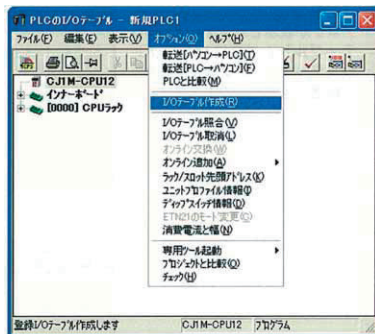 PLCのI/Oテーブル - 新規PLC1
ファイル(F) 編集(E) 表示(V) オプション(O) ヘルプ(H)
CJ1M-CPU12
インナーボード
[0000] CPUラック
転送[パソコン→PLC](T)
転送[PLC→パソコン](F)
PLCと比較(M)
I/Oテーブル作成(R)
I/Oテーブル照合(V)
I/Oテーブル取消(L)
オンライン交換(W)
オンライン追加(A)
ラック/スロット先頭アドレス(K)
ユニットプロファイル情報(I)
ディップスイッチ情報(D)
ETN21のモード変更(G)
消費電流と幅(N)
専用ツール起動
プロジェクトと比較(Q)
チェック(H)
登録I/Oテーブル作成します CJ1M-CPU12 プログラム